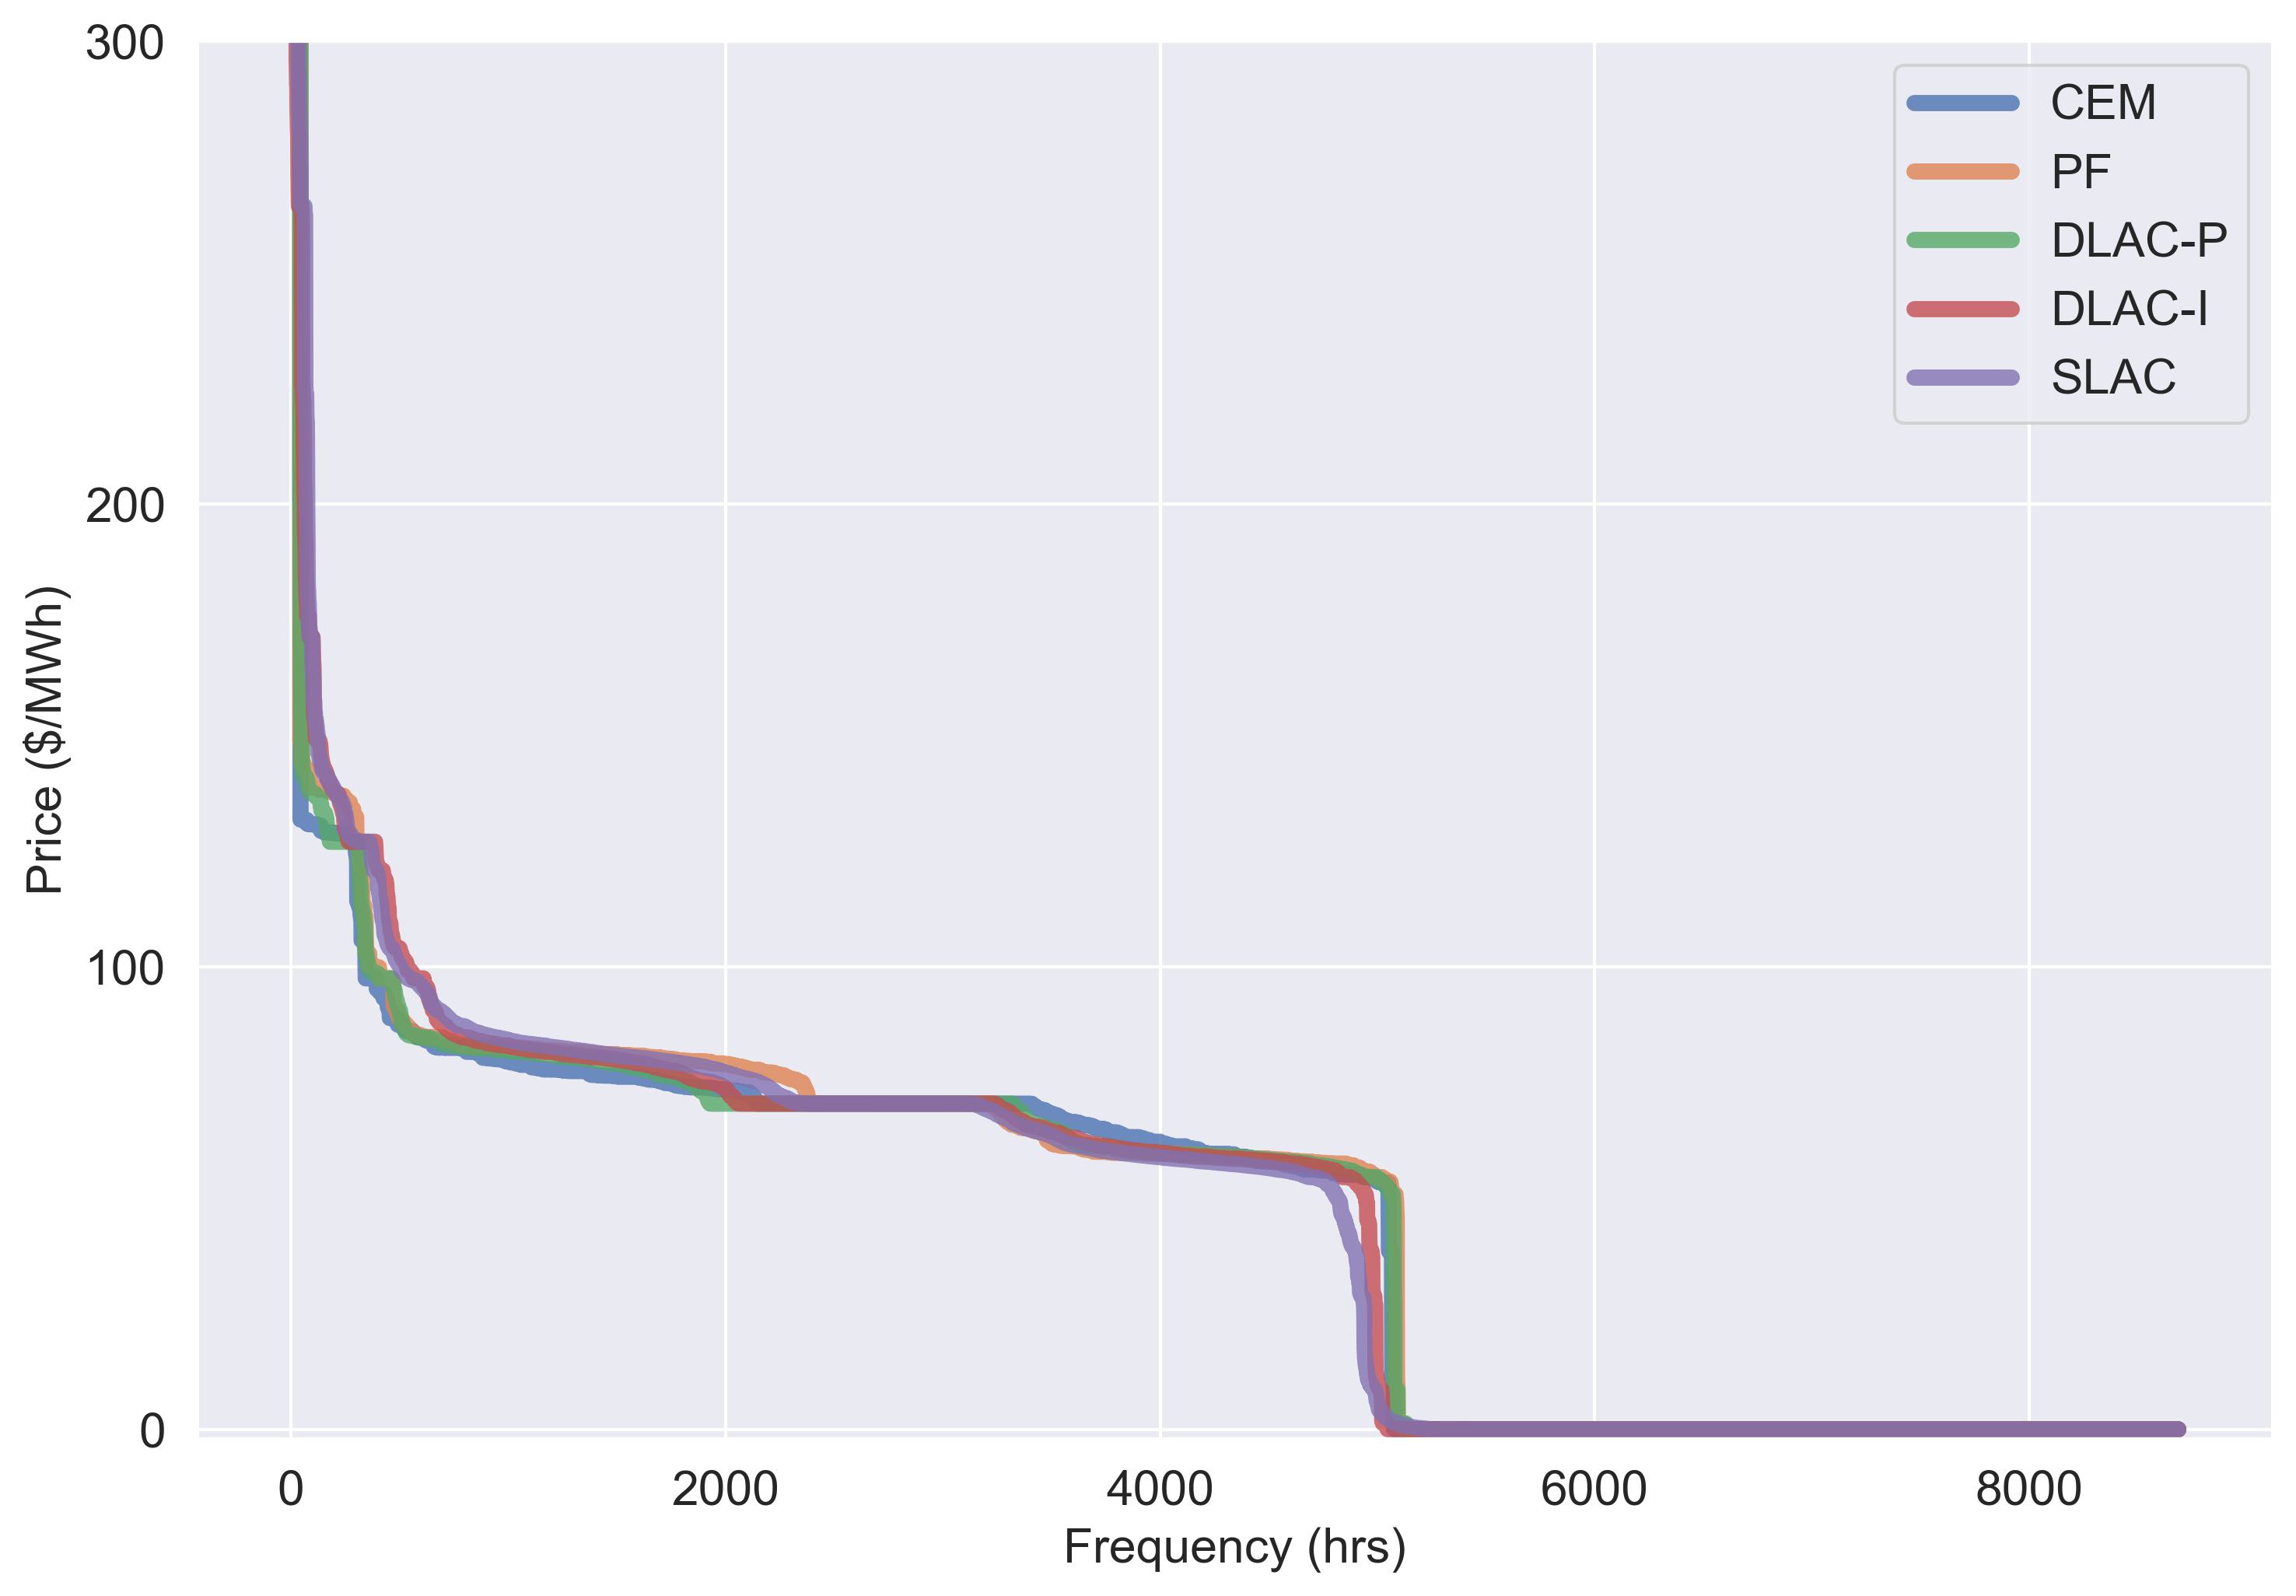 300
200
100
0
Price ($/MWh)
0 2000 4000 6000 8000
Frequency (hrs)
CEM
PF
DLAC-P
DLAC-I
SLAC